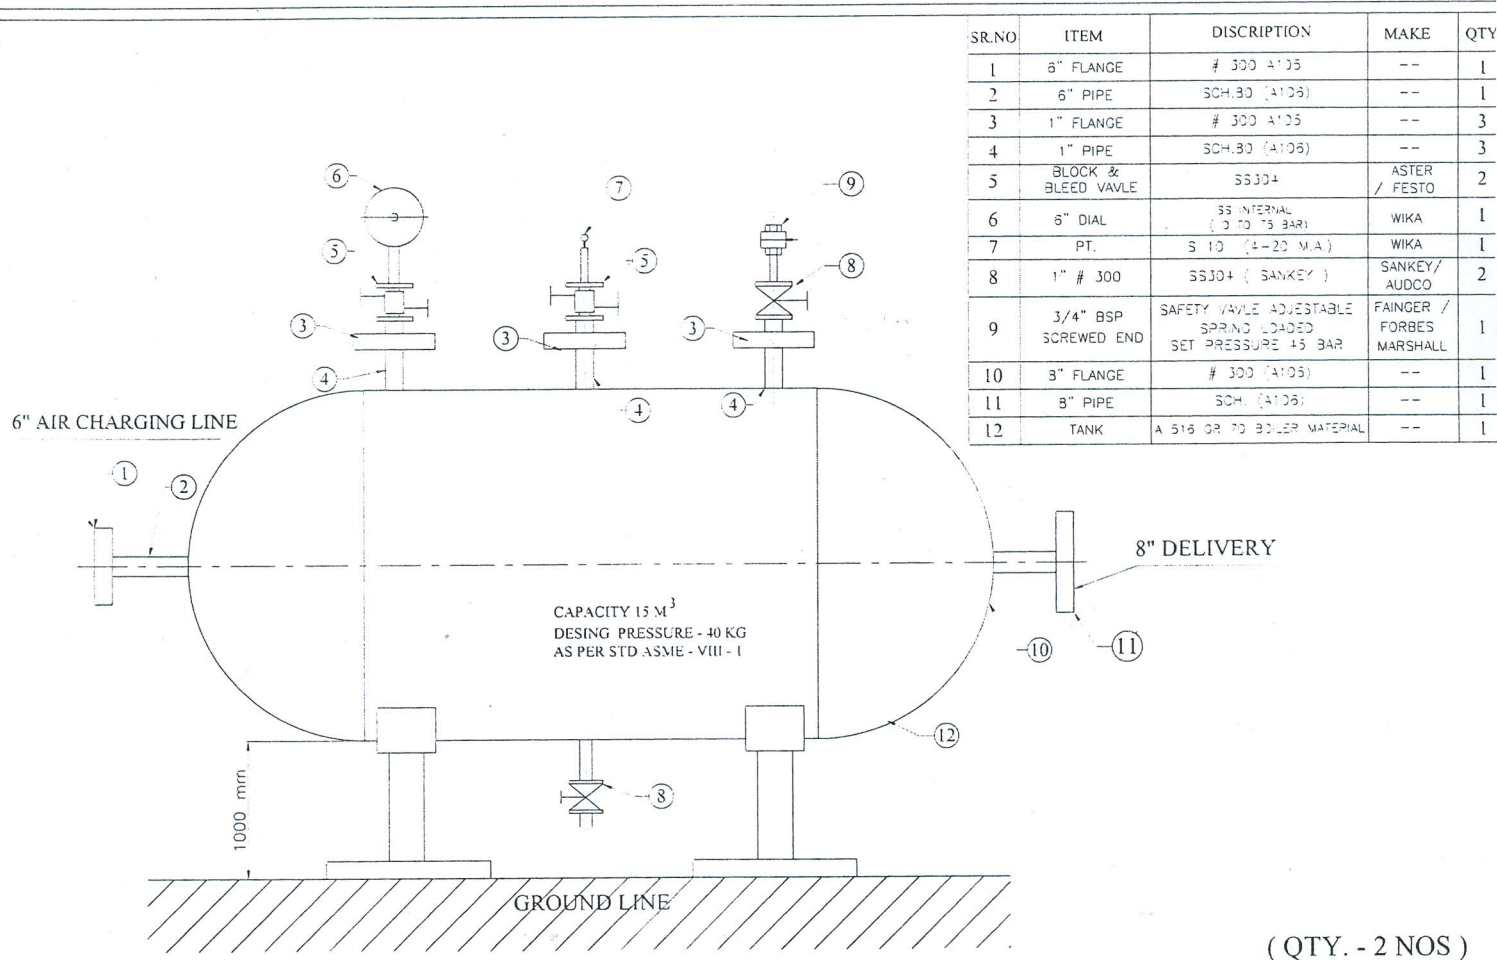 SR.NO ITEM DISCRIPTION MAKE QTY
1 6" FLANGE # 300 A105 -- 1
2 6" PIPE SCH.80 (A106) -- 1
3 1" FLANGE # 300 A105 -- 3
4 1" PIPE SCH.80 (A106) -- 3
5 BLOCK & BLEED VAVLE SS304 ASTER / FESTO 2
6 6" DIAL SS INTERNAL ( 0 TO 75 BAR) WIKA 1
7 PT. S 10 (4-20 M.A.) WIKA 1
8 1" # 300 SS304 ( SANKEY ) SANKEY/ AUDCO 2
9 3/4" BSP SCREWED END SAFETY VAVLE ADJESTABLE SPRING LOADED SET PRESSURE 45 BAR FAINGER / FORBES MARSHALL 1
10 8" FLANGE # 300 (A105) -- 1
11 8" PIPE SCH. (A106) -- 1
12 TANK A 516 GR 70 BOILER MATERIAL -- 1
6 7 9
5 5 8
3 3 3
4 4 4
6" AIR CHARGING LINE
1 2
8" DELIVERY
CAPACITY 15 M³
DESING PRESSURE - 40 KG
AS PER STD ASME - VIII - 1
10 11
12
8
1000 mm
GROUND LINE
( QTY. - 2 NOS )